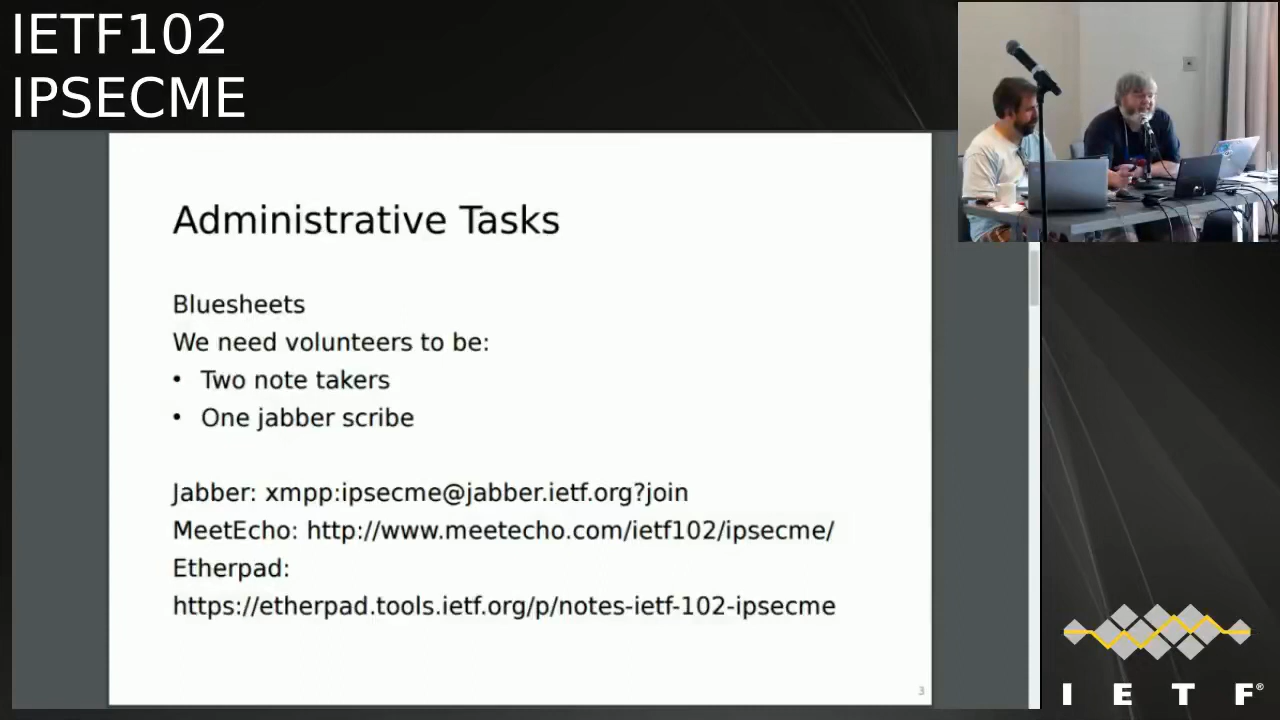 IETF102
IPSECME
Administrative Tasks
Bluesheets
We need volunteers to be:
• Two note takers
• One jabber scribe
Jabber: xmpp:ipsecme@jabber.ietf.org?join
MeetEcho: http://www.meetecho.com/ietf102/ipsecme/
Etherpad:
https://etherpad.tools.ietf.org/p/notes-ietf-102-ipsecme
3
I E T F®